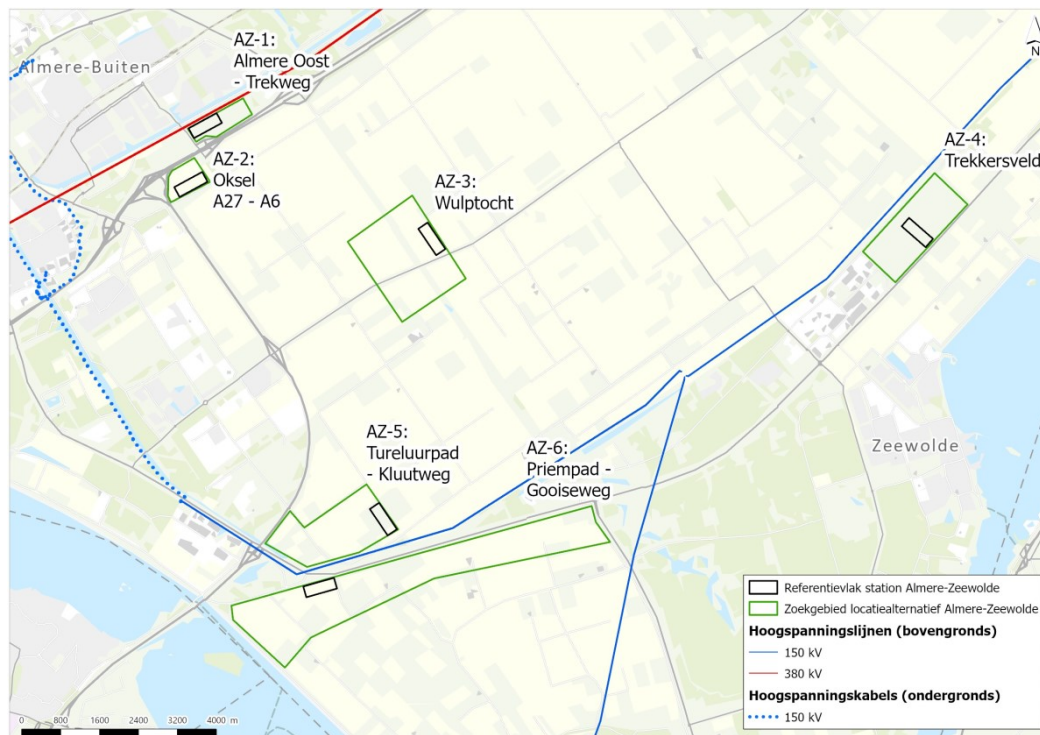 AZ-1:
Almere Oost
- Trekweg
Almere-Buiten
N
AZ-2:
Oksel
A27 - A6
AZ-3:
Wulptocht
AZ-4:
Trekkersveld
AZ-5:
Tureluurpad
- Kluutweg
AZ-6:
Priempad -
Gooiseweg
Zeewolde
Referentievlak station Almere-Zeewolde
Zoekgebied locatiealternatief Almere-Zeewolde
Hoogspanningslijnen (bovengronds)
150 kV
380 kV
Hoogspanningskabels (ondergronds)
150 kV
0 800 1600 2400 3200 4000 m